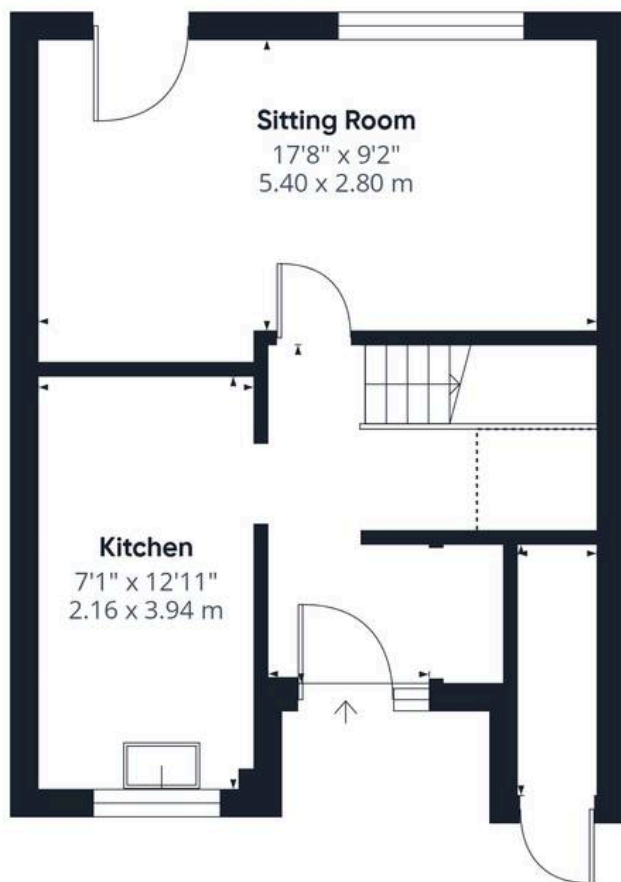 Sitting Room
17'8" x 9'2"
5.40 x 2.80 m
Kitchen
7'1" x 12'11"
2.16 x 3.94 m